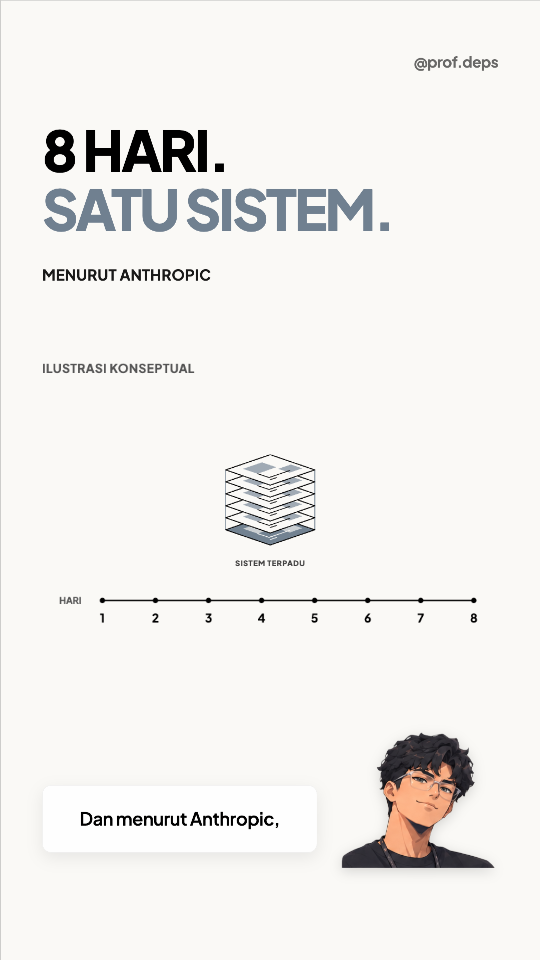 @prof.deps
8 HARI.
SATU SISTEM.
MENURUT ANTHROPIC
ILUSTRASI KONSEPTUAL
SISTEM TERPADU
HARI
1 2 3 4 5 6 7 8
Dan menurut Anthropic,